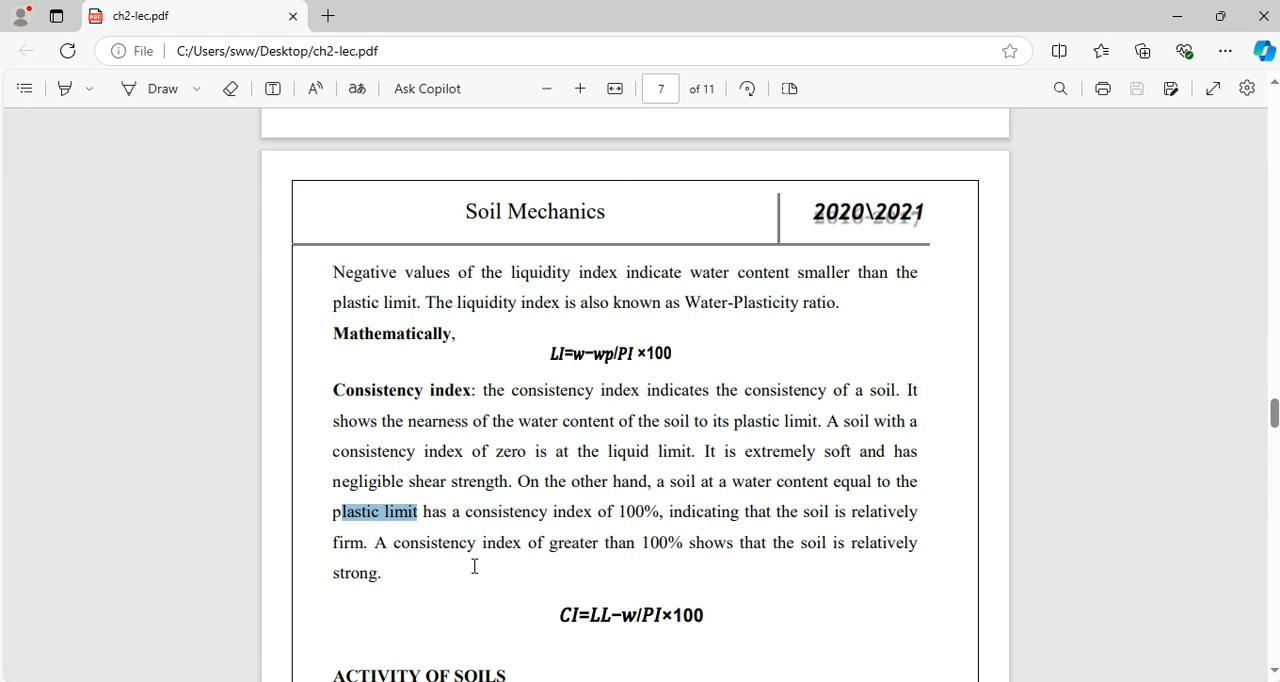 ch2-lec.pdf
File C:/Users/sww/Desktop/ch2-lec.pdf
Draw Ask Copilot 7 of 11
Soil Mechanics 2020\2021
Negative values of the liquidity index indicate water content smaller than the
plastic limit. The liquidity index is also known as Water-Plasticity ratio.
Mathematically,
LI=w−wp/PI ×100
Consistency index: the consistency index indicates the consistency of a soil. It
shows the nearness of the water content of the soil to its plastic limit. A soil with a
consistency index of zero is at the liquid limit. It is extremely soft and has
negligible shear strength. On the other hand, a soil at a water content equal to the
plastic limit has a consistency index of 100%, indicating that the soil is relatively
firm. A consistency index of greater than 100% shows that the soil is relatively
strong.
CI=LL−w/PI×100
ACTIVITY OF SOILS